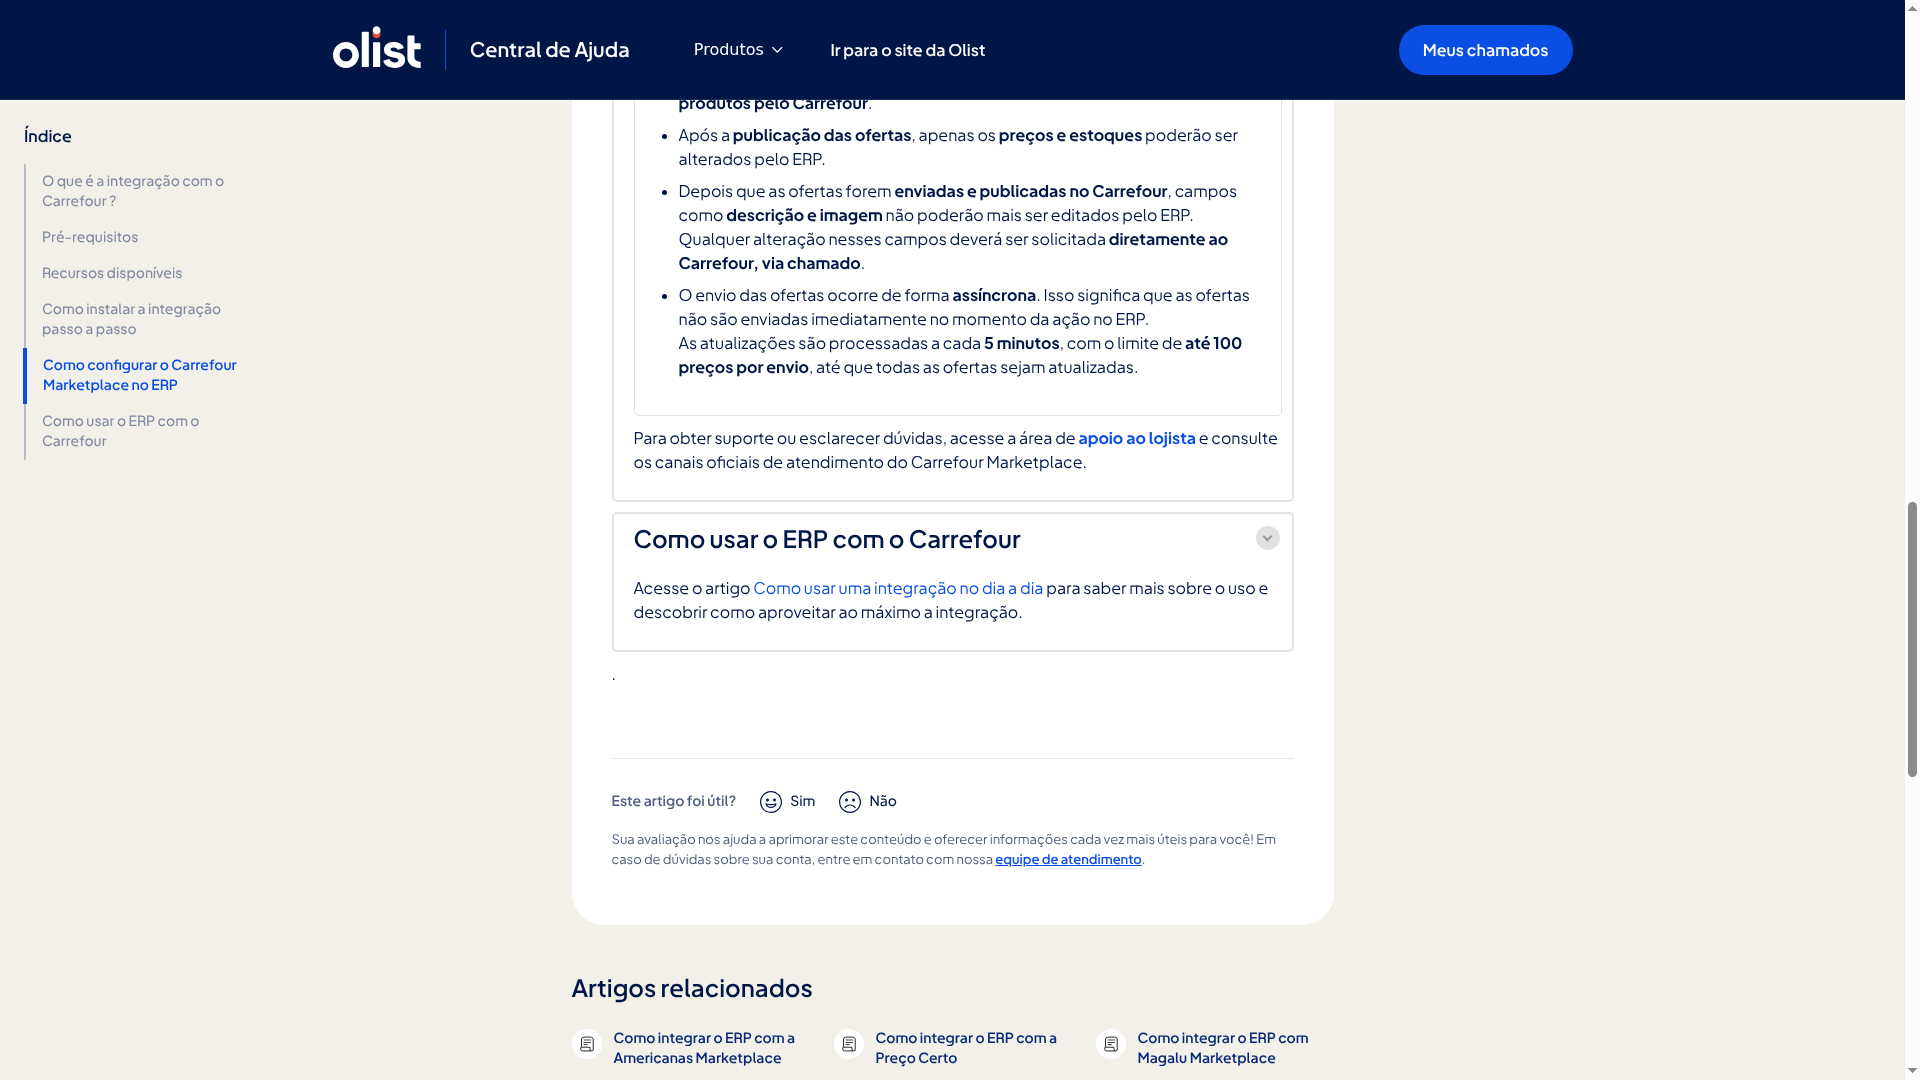 olist
Central de Ajuda
Produtos
Ir para o site da Olist
Meus chamados
Índice
O que é a integração com o
Carrefour ?
Pré-requisitos
Recursos disponíveis
Como instalar a integração
passo a passo
Como configurar o Carrefour
Marketplace no ERP
Como usar o ERP com o
Carrefour
produtos pelo Carrefour.
• Após a publicação das ofertas, apenas os preços e estoques poderão ser
alterados pelo ERP.
• Depois que as ofertas forem enviadas e publicadas no Carrefour, campos
como descrição e imagem não poderão mais ser editados pelo ERP.
Qualquer alteração nesses campos deverá ser solicitada diretamente ao
Carrefour, via chamado.
• O envio das ofertas ocorre de forma assíncrona. Isso significa que as ofertas
não são enviadas imediatamente no momento da ação no ERP.
As atualizações são processadas a cada 5 minutos, com o limite de até 100
preços por envio, até que todas as ofertas sejam atualizadas.
Para obter suporte ou esclarecer dúvidas, acesse a área de apoio ao lojista e consulte
os canais oficiais de atendimento do Carrefour Marketplace.
Como usar o ERP com o Carrefour
Acesse o artigo Como usar uma integração no dia a dia para saber mais sobre o uso e
descobrir como aproveitar ao máximo a integração.
.
Este artigo foi útil?
Sim
Não
Sua avaliação nos ajuda a aprimorar este conteúdo e oferecer informações cada vez mais úteis para você! Em
caso de dúvidas sobre sua conta, entre em contato com nossa equipe de atendimento.
Artigos relacionados
Como integrar o ERP com a
Americanas Marketplace
Como integrar o ERP com a
Preço Certo
Como integrar o ERP com
Magalu Marketplace